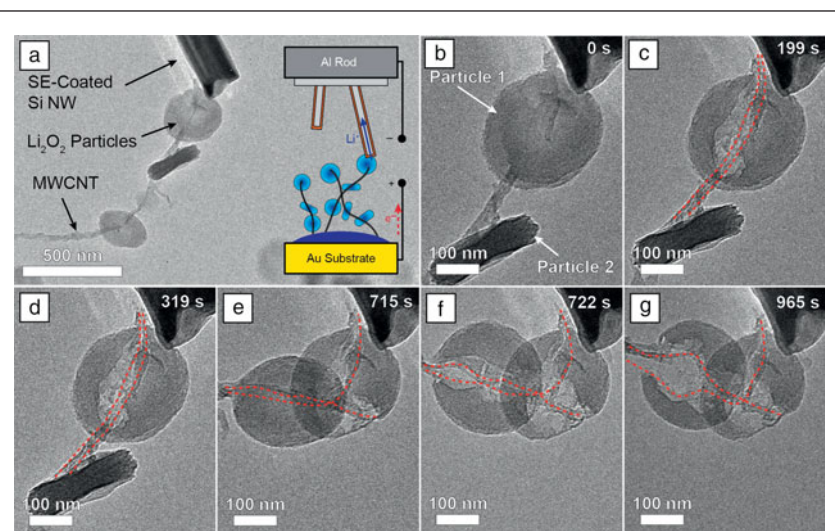 a
SE-Coated
Si NW
Li₂O₂ Particles
MWCNT
500 nm
Al Rod
Li⁺
−
+
e⁻
Au Substrate
b
0 s
Particle 1
Particle 2
100 nm
c
199 s
100 nm
d
319 s
100 nm
e
715 s
100 nm
f
722 s
100 nm
g
965 s
100 nm